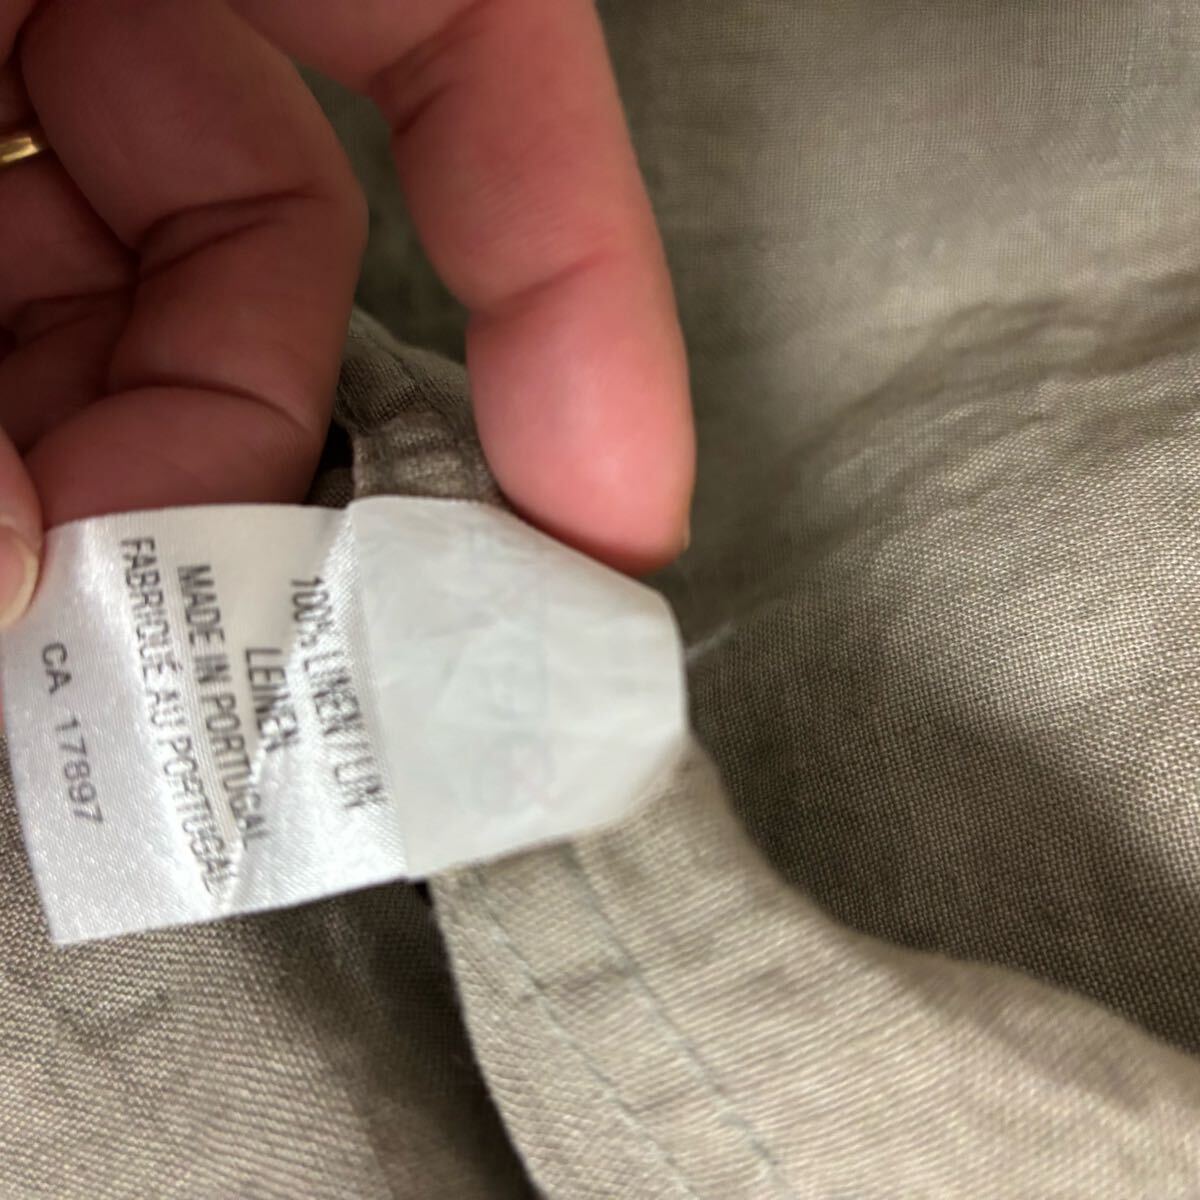 100% LINEN/LIN
LEINEN
MADE IN PORTUGAL
FABRIQUÉ AU PORTUGAL
CA 17897